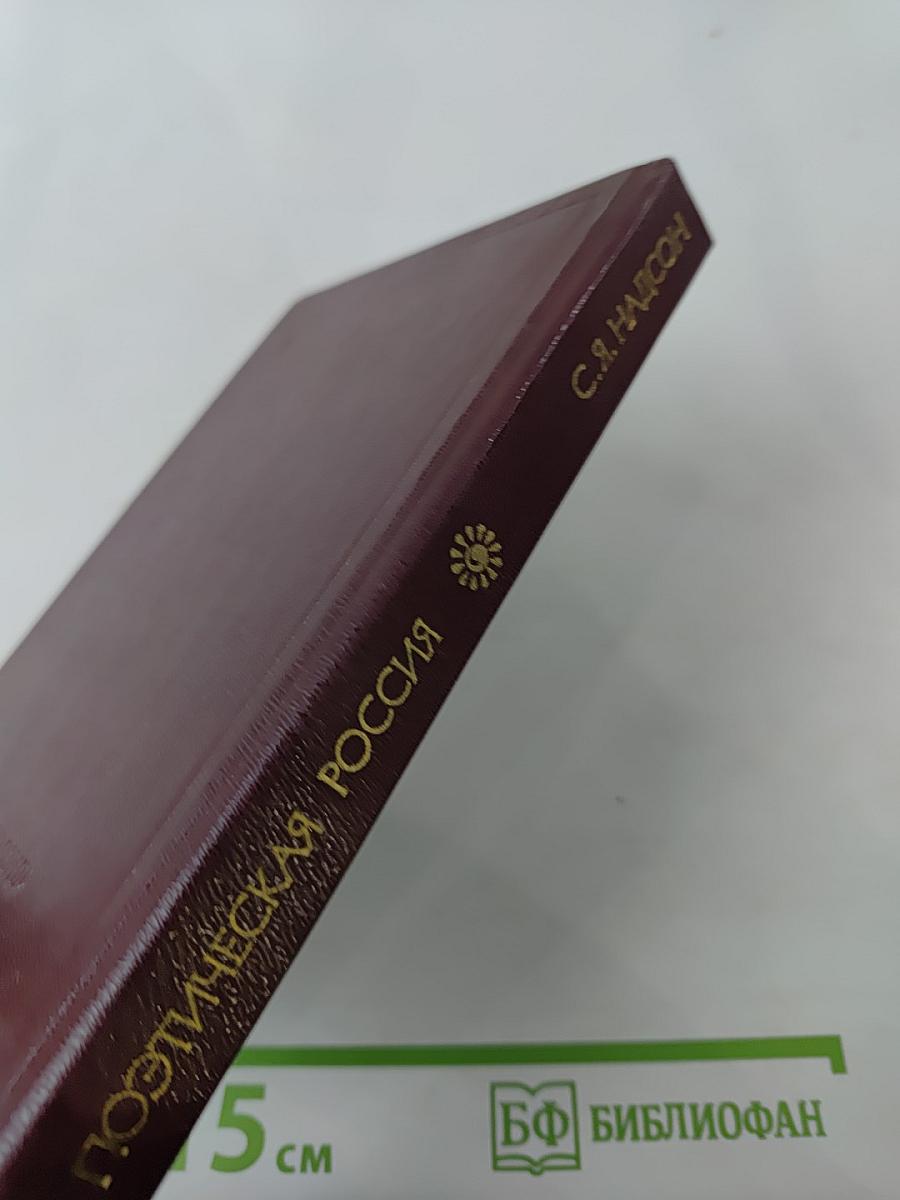 ПОЭТИЧЕСКАЯ РОССИЯ
С.Я.НАДСОН
15 см
БФ БИБЛИОФАН